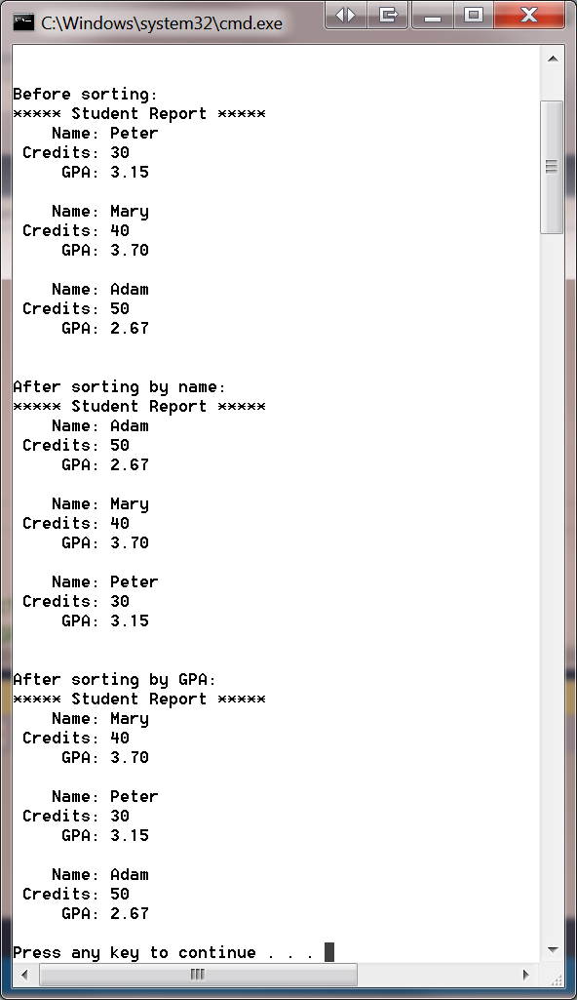 C:\Windows\system32\cmd.exe
Before sorting:
***** Student Report *****
Name: Peter
Credits: 30
GPA: 3.15
Name: Mary
Credits: 40
GPA: 3.70
Name: Adam
Credits: 50
GPA: 2.67
After sorting by name:
***** Student Report *****
Name: Adam
Credits: 50
GPA: 2.67
Name: Mary
Credits: 40
GPA: 3.70
Name: Peter
Credits: 30
GPA: 3.15
After sorting by GPA:
***** Student Report *****
Name: Mary
Credits: 40
GPA: 3.70
Name: Peter
Credits: 30
GPA: 3.15
Name: Adam
Credits: 50
GPA: 2.67
Press any key to continue . . .